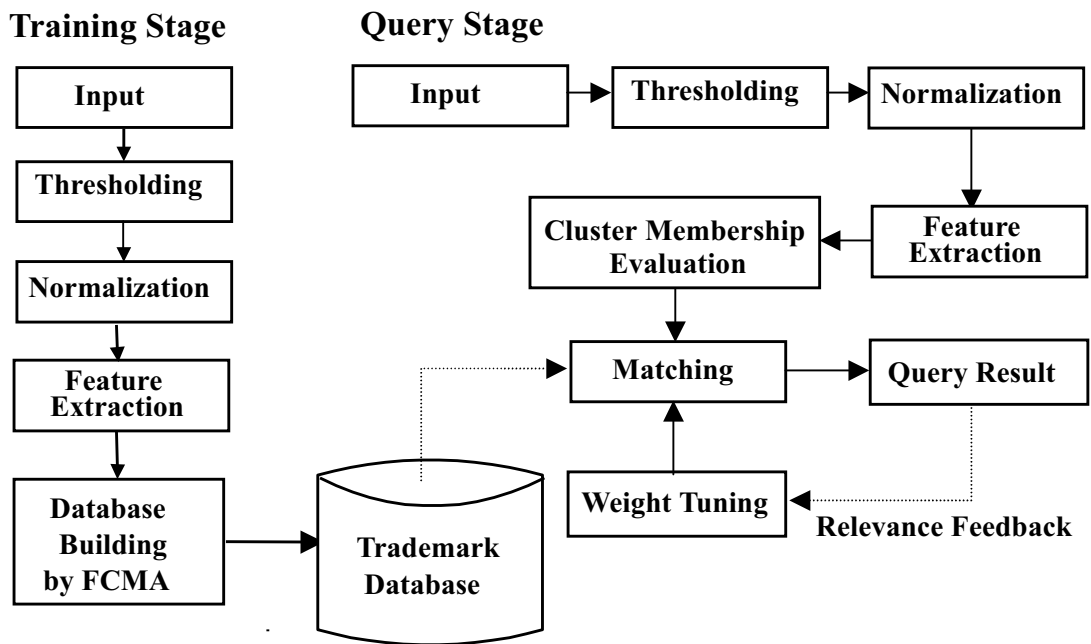 Training Stage
Input
Thresholding
Normalization
Feature
Extraction
Database
Building
by FCMA
Query Stage
Input
Thresholding
Normalization
Feature
Extraction
Cluster Membership
Evaluation
Matching
Query Result
Weight Tuning
Relevance Feedback
Trademark
Database